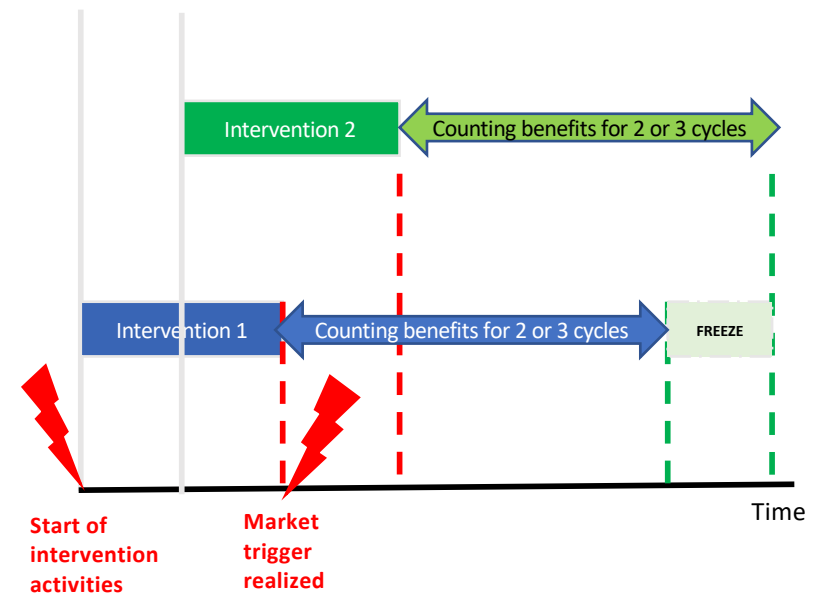 Intervention 2
Counting benefits for 2 or 3 cycles
Intervention 1
Counting benefits for 2 or 3 cycles
FREEZE
Time
Start of
intervention
activities
Market
trigger
realized